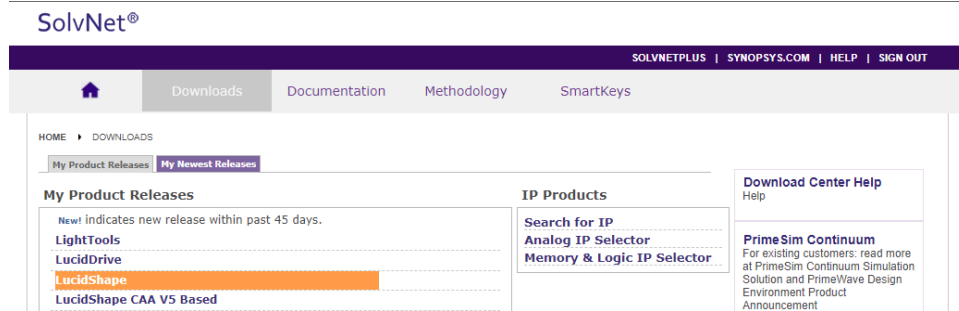 SolvNet®
SOLVNETPLUS | SYNOPSYS.COM | HELP | SIGN OUT
Downloads Documentation Methodology SmartKeys
HOME DOWNLOADS
My Product Releases My Newest Releases
My Product Releases
New! indicates new release within past 45 days.
LightTools
LucidDrive
LucidShape
LucidShape CAA V5 Based
IP Products
Search for IP
Analog IP Selector
Memory & Logic IP Selector
Download Center Help
Help
PrimeSim Continuum
For existing customers: read more
at PrimeSim Continuum Simulation
Solution and PrimeWave Design
Environment Product
Announcement